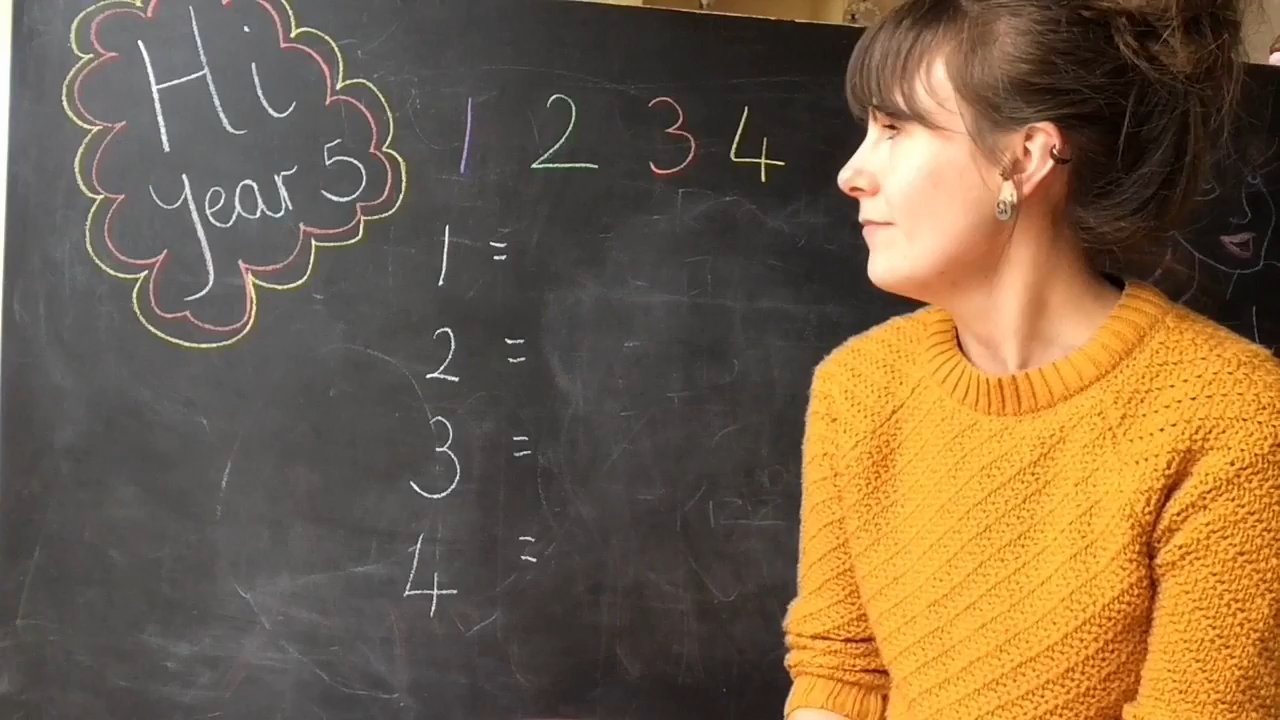 Hi
year 5
1 2 3 4
1 =
2 =
3 =
4 =